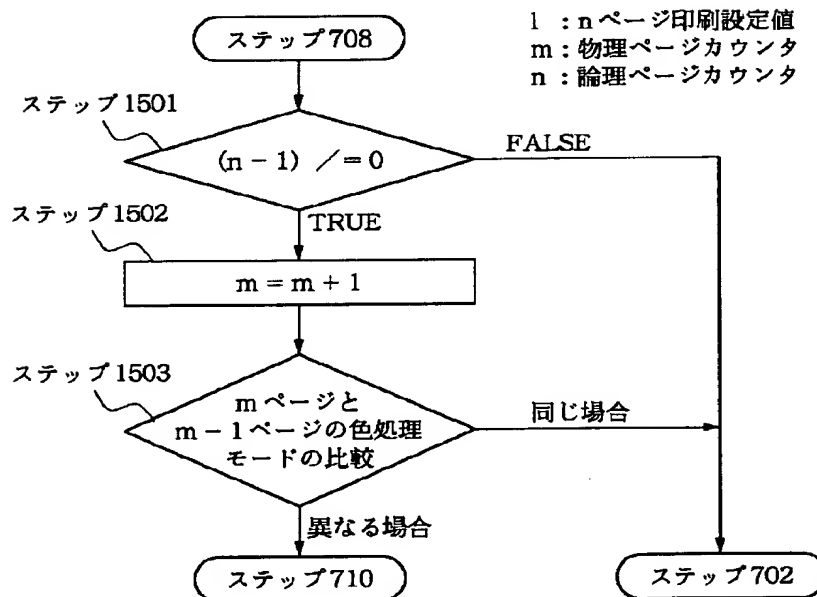 ステップ708
l : nページ印刷設定値
m : 物理ページカウンタ
n : 論理ページカウンタ
ステップ1501
(n - 1) ／= 0
FALSE
TRUE
ステップ1502
m = m + 1
ステップ1503
mページと
m - 1ページの色処理
モードの比較
同じ場合
異なる場合
ステップ710
ステップ702